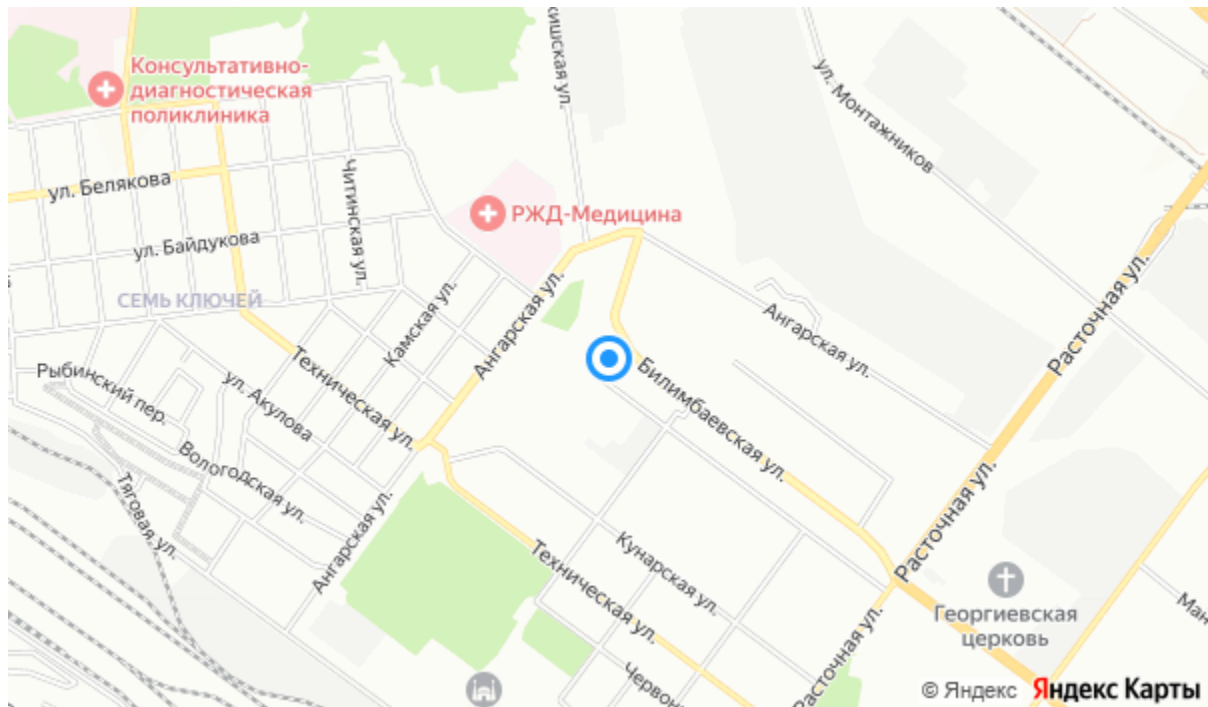 Консультативно-
диагностическая
поликлиника
ул. Монтажников
ул. Белякова
Читинская ул.
РЖД-Медицина
ул. Байдукова
СЕМЬ КЛЮЧЕЙ
Камская ул.
Ангарская ул.
Ангарская ул.
Расточная ул.
Рыбинский пер.
ул. Акулова
Техническая ул.
Билимбаевская ул.
Вологодская ул.
Тяговая ул.
Ангарская ул.
Расточная ул.
Кунарская ул.
Техническая ул.
Георгиевская
церковь
Расточная ул.
© Яндекс Яндекс Карты